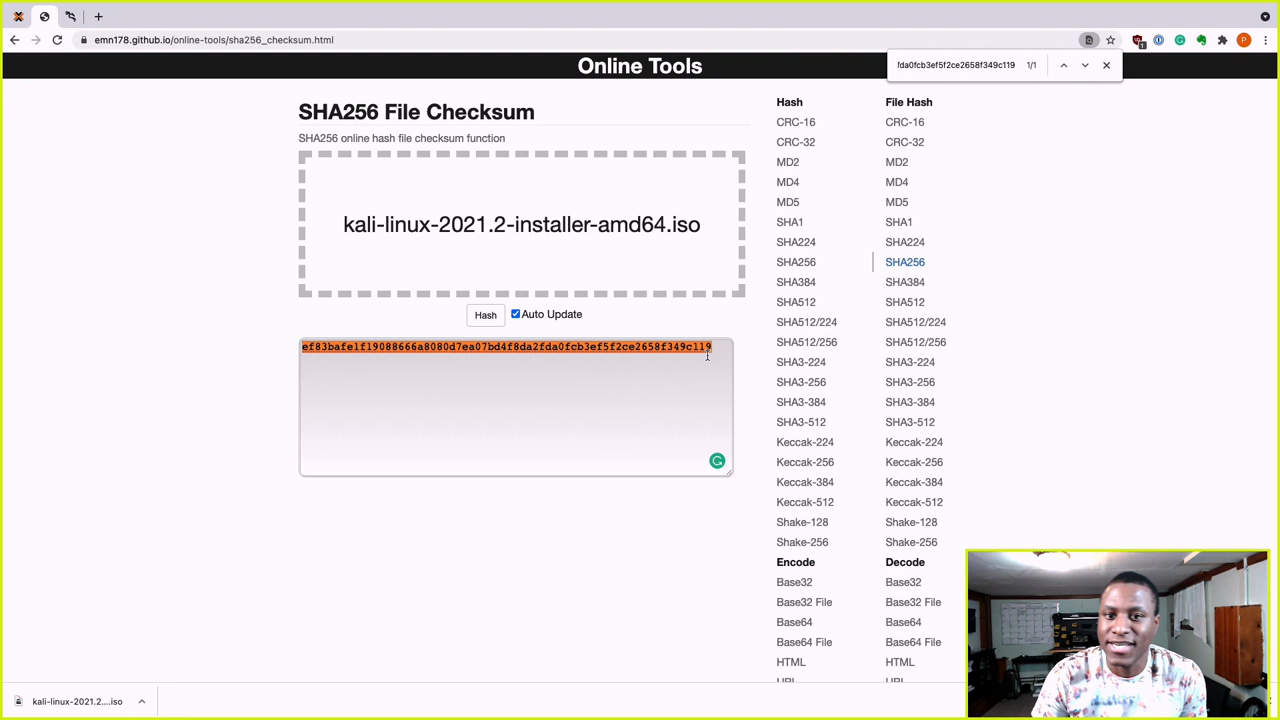 emn178.github.io/online-tools/sha256_checksum.html
fda0fcb3ef5f2ce2658f349c119
1/1
1
P
Online Tools
SHA256 File Checksum
SHA256 online hash file checksum function
kali-linux-2021.2-installer-amd64.iso
Hash
Auto Update
ef83bafe1f19088666a8080d7ea07bd4f8da2fda0fcb3ef5f2ce2658f349c119
Hash
CRC-16
CRC-32
MD2
MD4
MD5
SHA1
SHA224
SHA256
SHA384
SHA512
SHA512/224
SHA512/256
SHA3-224
SHA3-256
SHA3-384
SHA3-512
Keccak-224
Keccak-256
Keccak-384
Keccak-512
Shake-128
Shake-256
Encode
Base32
Base32 File
Base64
Base64 File
HTML
URL
File Hash
CRC-16
CRC-32
MD2
MD4
MD5
SHA1
SHA224
SHA256
SHA384
SHA512
SHA512/224
SHA512/256
SHA3-224
SHA3-256
SHA3-384
SHA3-512
Keccak-224
Keccak-256
Keccak-384
Keccak-512
Shake-128
Shake-256
Decode
Base32
Base32 File
Base64
Base64 File
HTML
URL
kali-linux-2021.2....iso